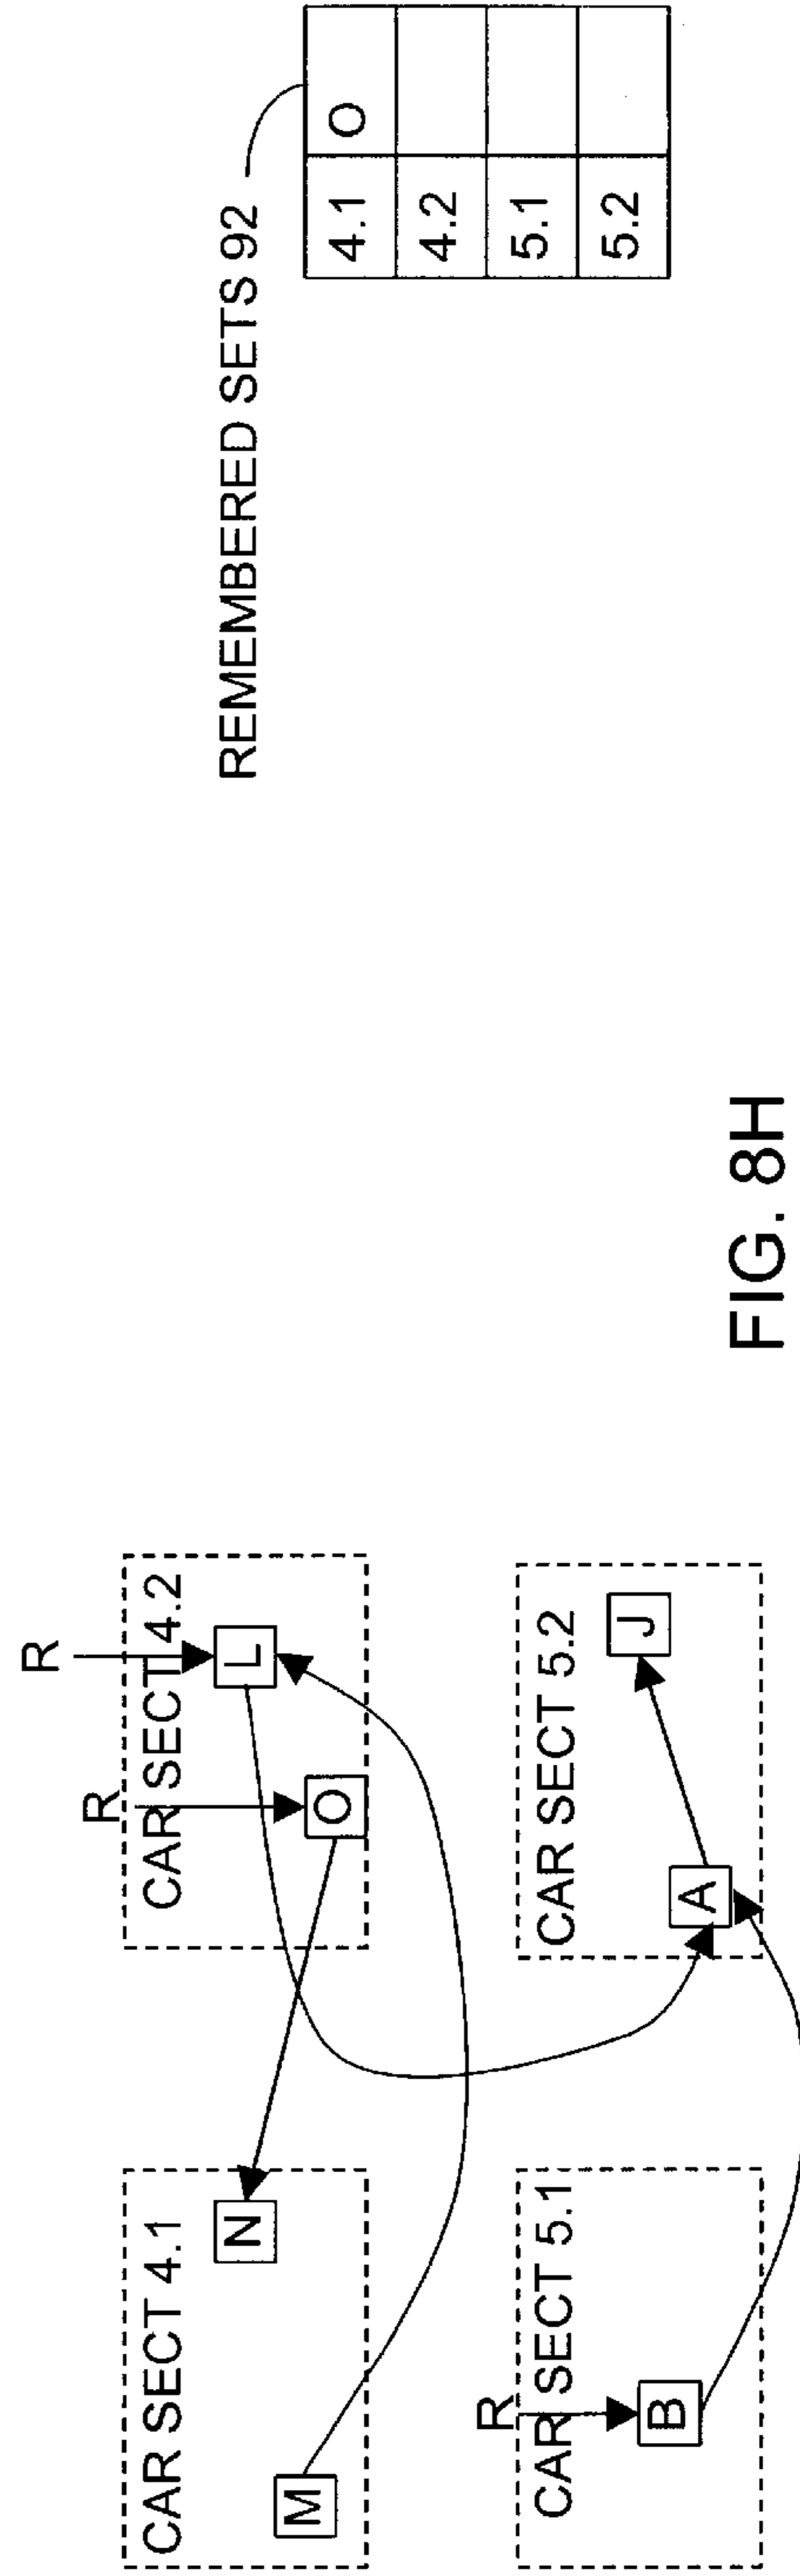 R
R
CAR SECT 4.1
CAR SECT 4.2
N
L
M
O
REMEMBERED SETS 92
4.1 O
4.2
5.1
5.2
R
CAR SECT 5.1
CAR SECT 5.2
B
A
J
FIG. 8H